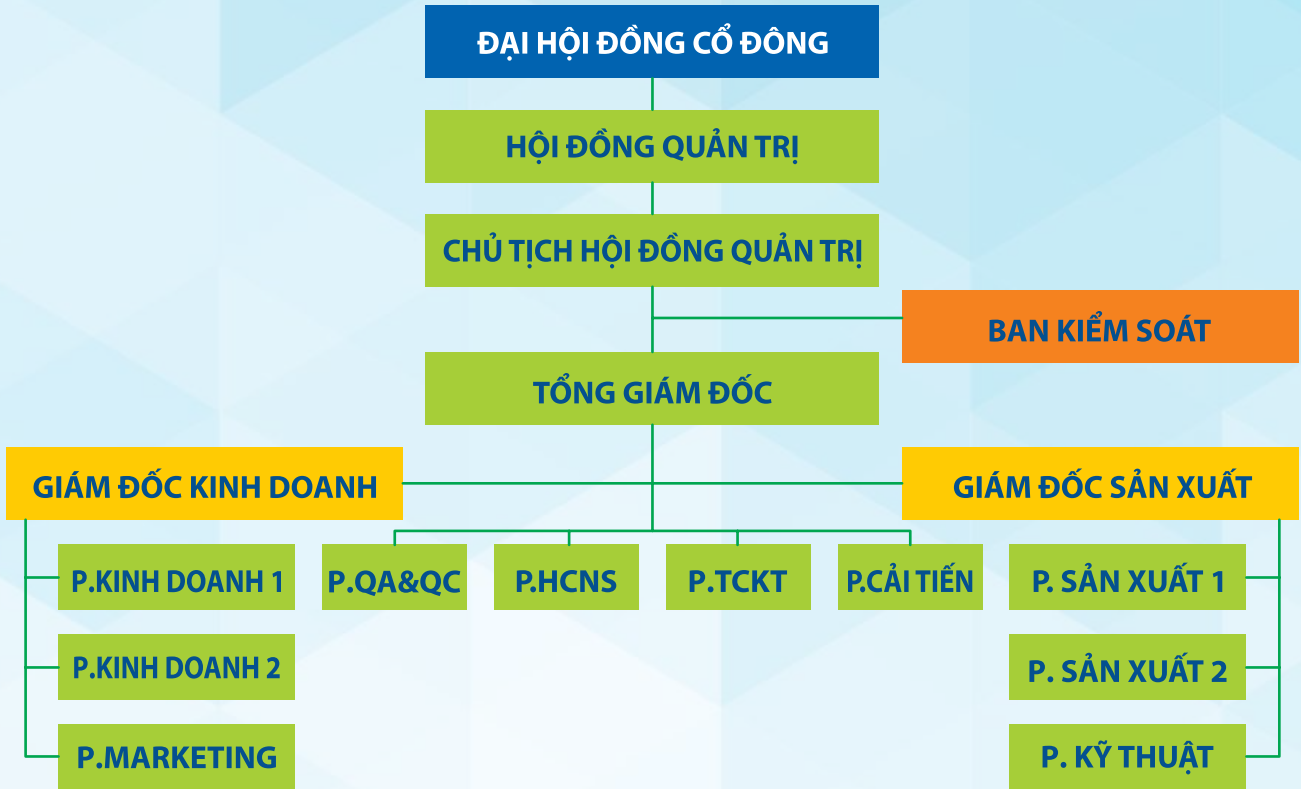 ĐẠI HỘI ĐỒNG CỔ ĐÔNG
HỘI ĐỒNG QUẢN TRỊ
CHỦ TỊCH HỘI ĐỒNG QUẢN TRỊ
BAN KIỂM SOÁT
TỔNG GIÁM ĐỐC
GIÁM ĐỐC KINH DOANH
GIÁM ĐỐC SẢN XUẤT
P.KINH DOANH 1
P.QA&QC
P.HCNS
P.TCKT
P.CẢI TIẾN
P. SẢN XUẤT 1
P.KINH DOANH 2
P. SẢN XUẤT 2
P.MARKETING
P. KỸ THUẬT